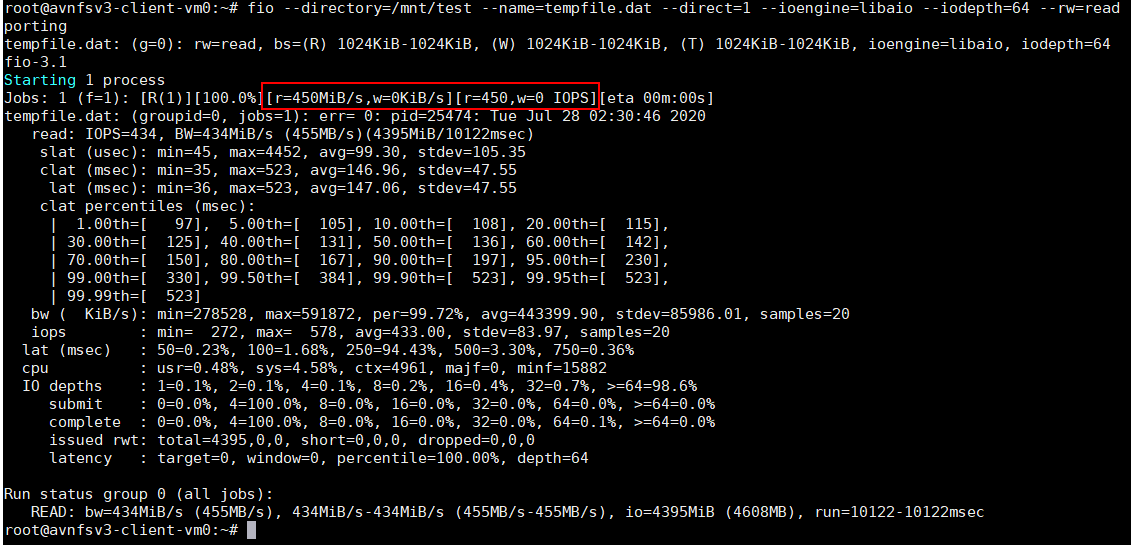 root@avnfsv3-client-vm0:~# fio --directory=/mnt/test --name=tempfile.dat --direct=1 --ioengine=libaio --iodepth=64 --rw=read
porting
tempfile.dat: (g=0): rw=read, bs=(R) 1024KiB-1024KiB, (W) 1024KiB-1024KiB, (T) 1024KiB-1024KiB, ioengine=libaio, iodepth=64
fio-3.1
Starting 1 process
Jobs: 1 (f=1): [R(1)][100.0%][r=450MiB/s,w=0KiB/s][r=450,w=0 IOPS][eta 00m:00s]
tempfile.dat: (groupid=0, jobs=1): err= 0: pid=25474: Tue Jul 28 02:30:46 2020
read: IOPS=434, BW=434MiB/s (455MB/s)(4395MiB/10122msec)
slat (usec): min=45, max=4452, avg=99.30, stdev=105.35
clat (msec): min=35, max=523, avg=146.96, stdev=47.55
lat (msec): min=36, max=523, avg=147.06, stdev=47.55
clat percentiles (msec):
| 1.00th=[ 97], 5.00th=[ 105], 10.00th=[ 108], 20.00th=[ 115],
| 30.00th=[ 125], 40.00th=[ 131], 50.00th=[ 136], 60.00th=[ 142],
| 70.00th=[ 150], 80.00th=[ 167], 90.00th=[ 197], 95.00th=[ 230],
| 99.00th=[ 330], 99.50th=[ 384], 99.90th=[ 523], 99.95th=[ 523],
| 99.99th=[ 523]
bw ( KiB/s): min=278528, max=591872, per=99.72%, avg=443399.90, stdev=85986.01, samples=20
iops : min= 272, max= 578, avg=433.00, stdev=83.97, samples=20
lat (msec) : 50=0.23%, 100=1.68%, 250=94.43%, 500=3.30%, 750=0.36%
cpu : usr=0.48%, sys=4.58%, ctx=4961, majf=0, minf=15882
IO depths : 1=0.1%, 2=0.1%, 4=0.1%, 8=0.2%, 16=0.4%, 32=0.7%, >=64=98.6%
submit : 0=0.0%, 4=100.0%, 8=0.0%, 16=0.0%, 32=0.0%, 64=0.0%, >=64=0.0%
complete : 0=0.0%, 4=100.0%, 8=0.0%, 16=0.0%, 32=0.0%, 64=0.1%, >=64=0.0%
issued rwt: total=4395,0,0, short=0,0,0, dropped=0,0,0
latency : target=0, window=0, percentile=100.00%, depth=64
Run status group 0 (all jobs):
READ: bw=434MiB/s (455MB/s), 434MiB/s-434MiB/s (455MB/s-455MB/s), io=4395MiB (4608MB), run=10122-10122msec
root@avnfsv3-client-vm0:~#